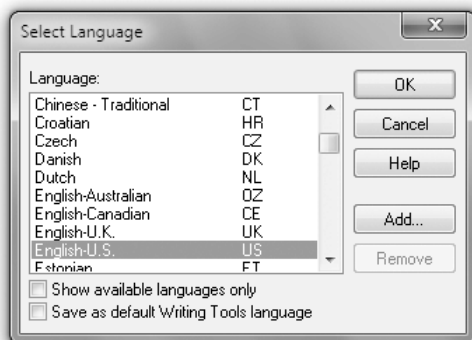 Select Language
Language:
Chinese - Traditional CT
Croatian HR
Czech CZ
Danish DK
Dutch NL
English-Australian OZ
English-Canadian CE
English-U.K. UK
English-U.S. US
Estonian ET
Show available languages only
Save as default Writing Tools language
OK
Cancel
Help
Add...
Remove